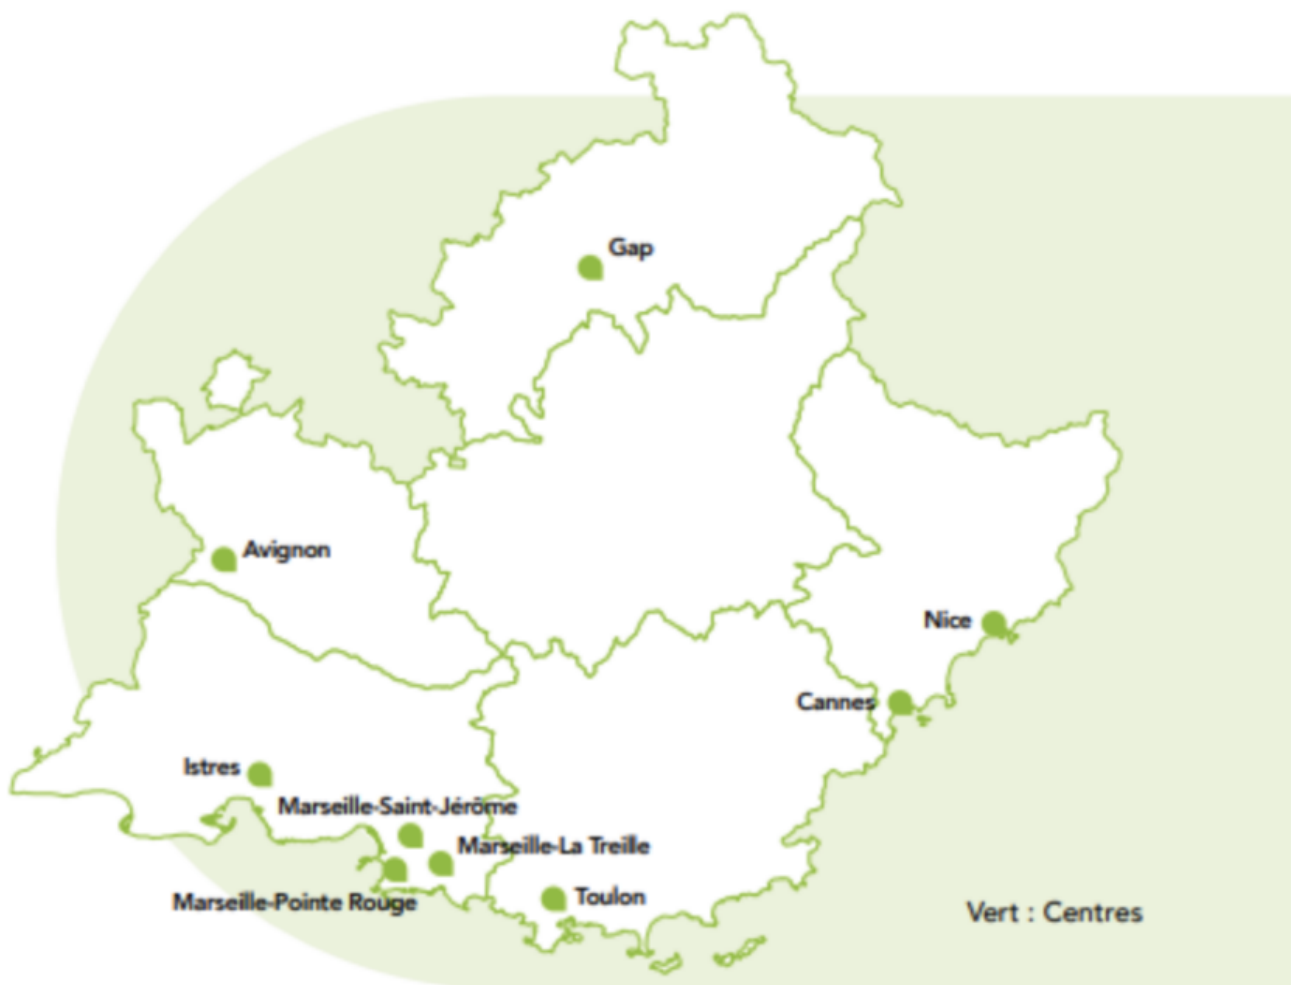 Gap
Avignon
Nice
Cannes
Istres
Marseille-Saint-Jérôme
Marseille-La Treille
Toulon
Marseille-Pointe Rouge
Vert : Centres